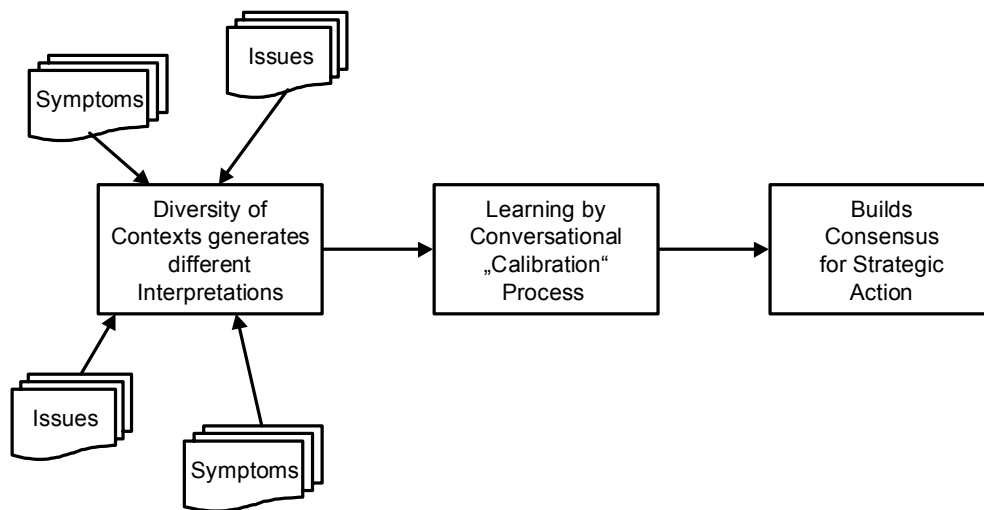 Issues
Symptoms
Diversity of
Contexts generates
different
Interpretations
Learning by
Conversational
„Calibration“
Process
Builds
Consensus
for Strategic
Action
Issues
Symptoms